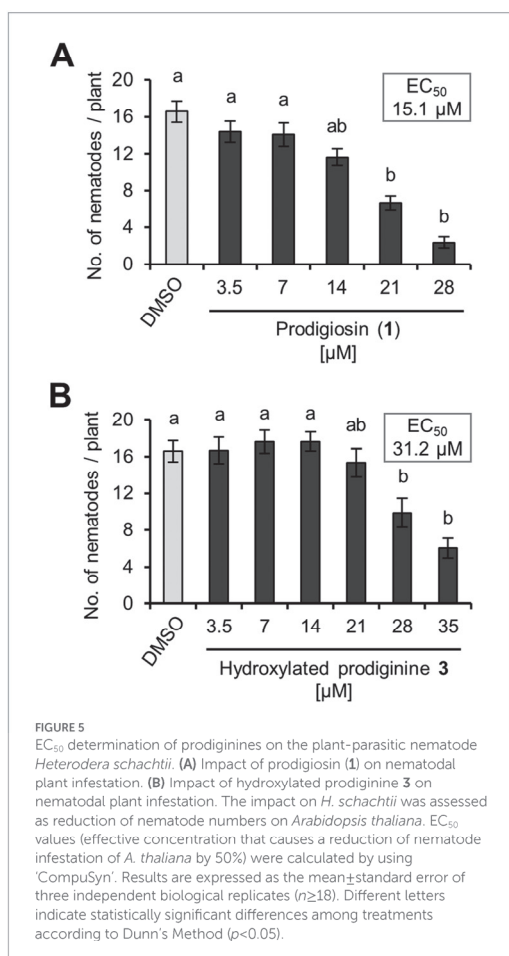 A
No. of nematodes / plant
20
16
12
8
4
0
a
a
a
ab
b
b
EC50
15.1 µM
DMSO
3.5 7 14 21 28
Prodigiosin (1)
[µM]
B
No. of nematodes / plant
20
16
12
8
4
0
a
a
a
a
ab
b
b
EC50
31.2 µM
DMSO
3.5 7 14 21 28 35
Hydroxylated prodiginine 3
[µM]
FIGURE 5
EC50 determination of prodiginines on the plant-parasitic nematode
Heterodera schachtii. (A) Impact of prodigiosin (1) on nematodal
plant infestation. (B) Impact of hydroxylated prodiginine 3 on
nematodal plant infestation. The impact on H. schachtii was assessed
as reduction of nematode numbers on Arabidopsis thaliana. EC50
values (effective concentration that causes a reduction of nematode
infestation of A. thaliana by 50%) were calculated by using
'CompuSyn'. Results are expressed as the mean±standard error of
three independent biological replicates (n≥18). Different letters
indicate statistically significant differences among treatments
according to Dunn's Method (p<0.05).